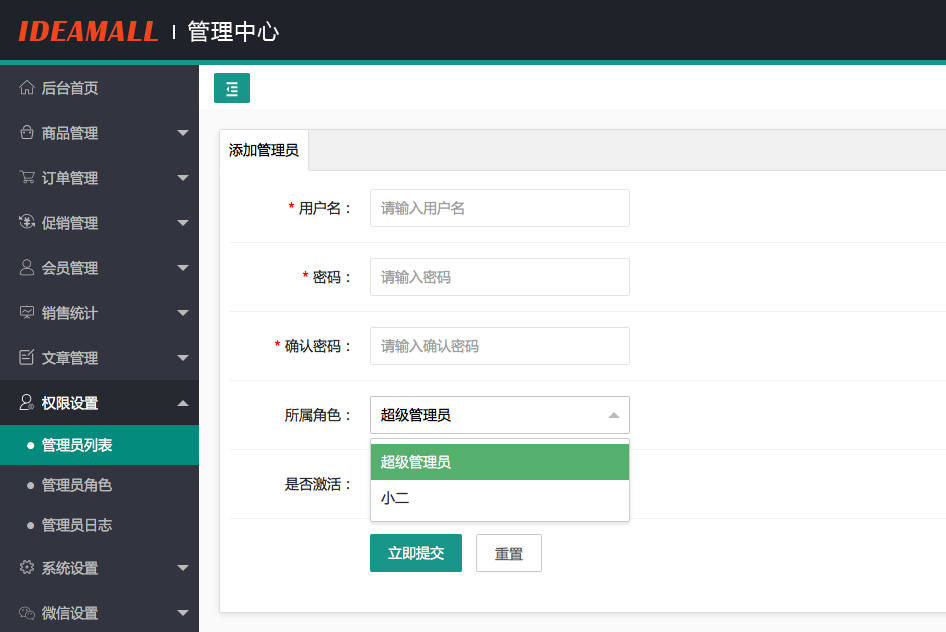 IDEAMALL | 管理中心
后台首页
商品管理
订单管理
促销管理
会员管理
销售统计
文章管理
权限设置
管理员列表
管理员角色
管理员日志
系统设置
微信设置
添加管理员
* 用户名： 请输入用户名
* 密码： 请输入密码
* 确认密码： 请输入确认密码
所属角色： 超级管理员
超级管理员
小二
是否激活：
立即提交 重置